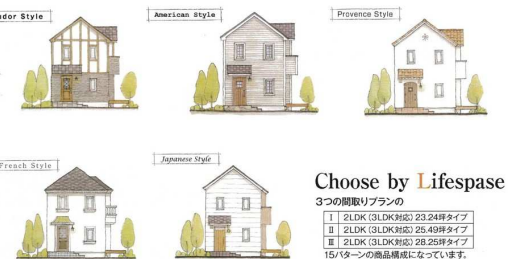 udor Style
American Style
Provence Style
French Style
Japanese Style
Choose by Lifespase
3つの間取りプランの
I 2LDK（3LDK対応）23.24坪タイプ
II 2LDK（3LDK対応）25.49坪タイプ
III 2LDK（3LDK対応）28.25坪タイプ
15パターンの商品構成になっています。